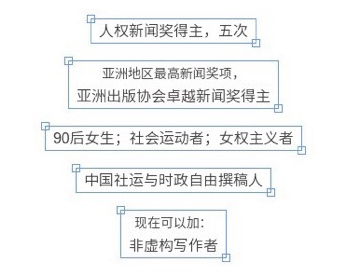 人权新闻奖得主，五次
亚洲地区最高新闻奖项，
亚洲出版协会卓越新闻奖得主
90后女生；社会运动者；女权主义者
中国社运与时政自由撰稿人
现在可以加：
非虚构写作者